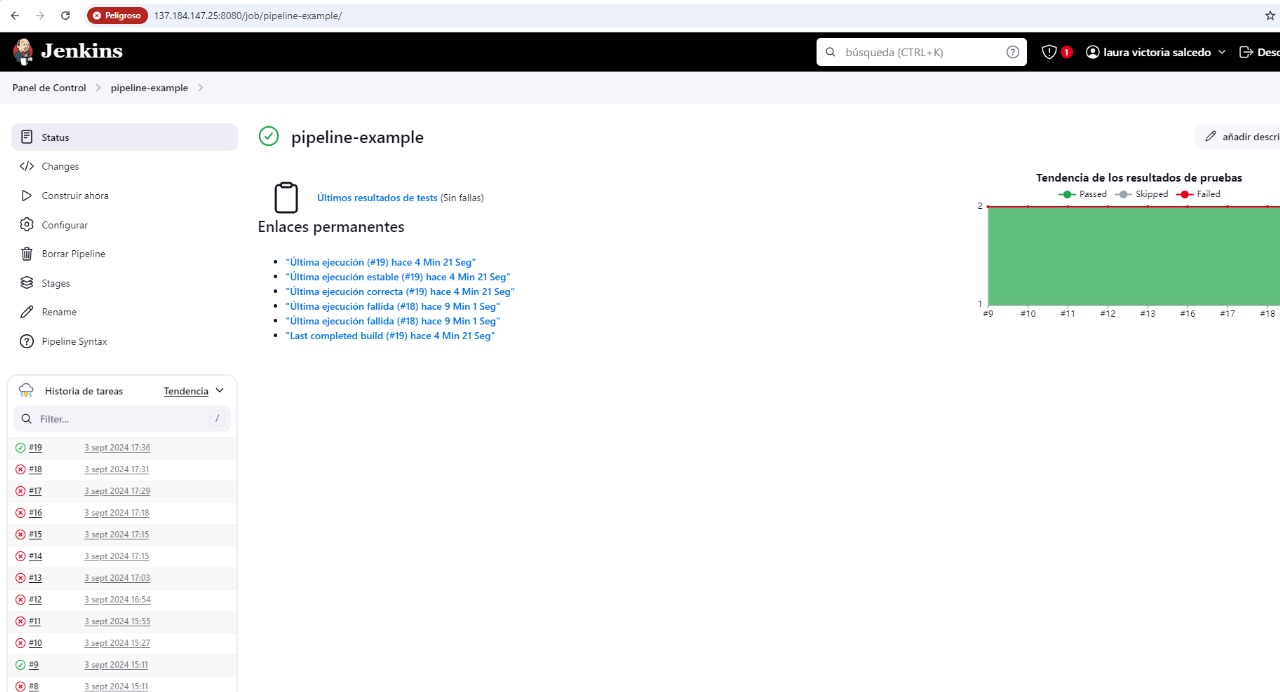 Peligroso 137.184.147.25:8080/job/pipeline-example/
Jenkins
búsqueda (CTRL+K)
1
laura victoria salcedo
Desc
Panel de Control
pipeline-example
Status
Changes
Construir ahora
Configurar
Borrar Pipeline
Stages
Rename
Pipeline Syntax
pipeline-example
añadir descri
Últimos resultados de tests (Sin fallas)
Enlaces permanentes
"Última ejecución (#19) hace 4 Min 21 Seg"
"Última ejecución estable (#19) hace 4 Min 21 Seg"
"Última ejecución correcta (#19) hace 4 Min 21 Seg"
"Última ejecución fallida (#18) hace 9 Min 1 Seg"
"Última ejecución fallida (#18) hace 9 Min 1 Seg"
"Last completed build (#19) hace 4 Min 21 Seg"
Tendencia de los resultados de pruebas
Passed Skipped Failed
2
1
#9 #10 #11 #12 #13 #16 #17 #18
Historia de tareas Tendencia
Filter... /
#19 3 sept 2024 17:36
#18 3 sept 2024 17:31
#17 3 sept 2024 17:29
#16 3 sept 2024 17:18
#15 3 sept 2024 17:15
#14 3 sept 2024 17:15
#13 3 sept 2024 17:03
#12 3 sept 2024 16:54
#11 3 sept 2024 15:55
#10 3 sept 2024 15:27
#9 3 sept 2024 15:11
#8 3 sept 2024 15:11